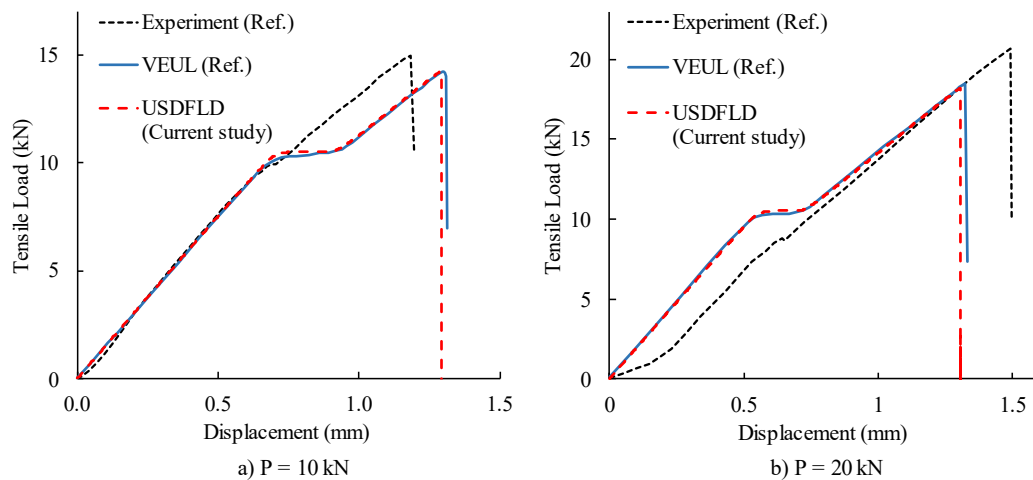 Experiment (Ref.)
VEUL (Ref.)
USDFLD
(Current study)
15
10
5
0
0.0
0.5
1.0
1.5
Tensile Load (kN)
Displacement (mm)
a) P = 10 kN
Experiment (Ref.)
VEUL (Ref.)
USDFLD
(Current study)
20
15
10
5
0
0
0.5
1
1.5
Tensile Load (kN)
Displacement (mm)
b) P = 20 kN